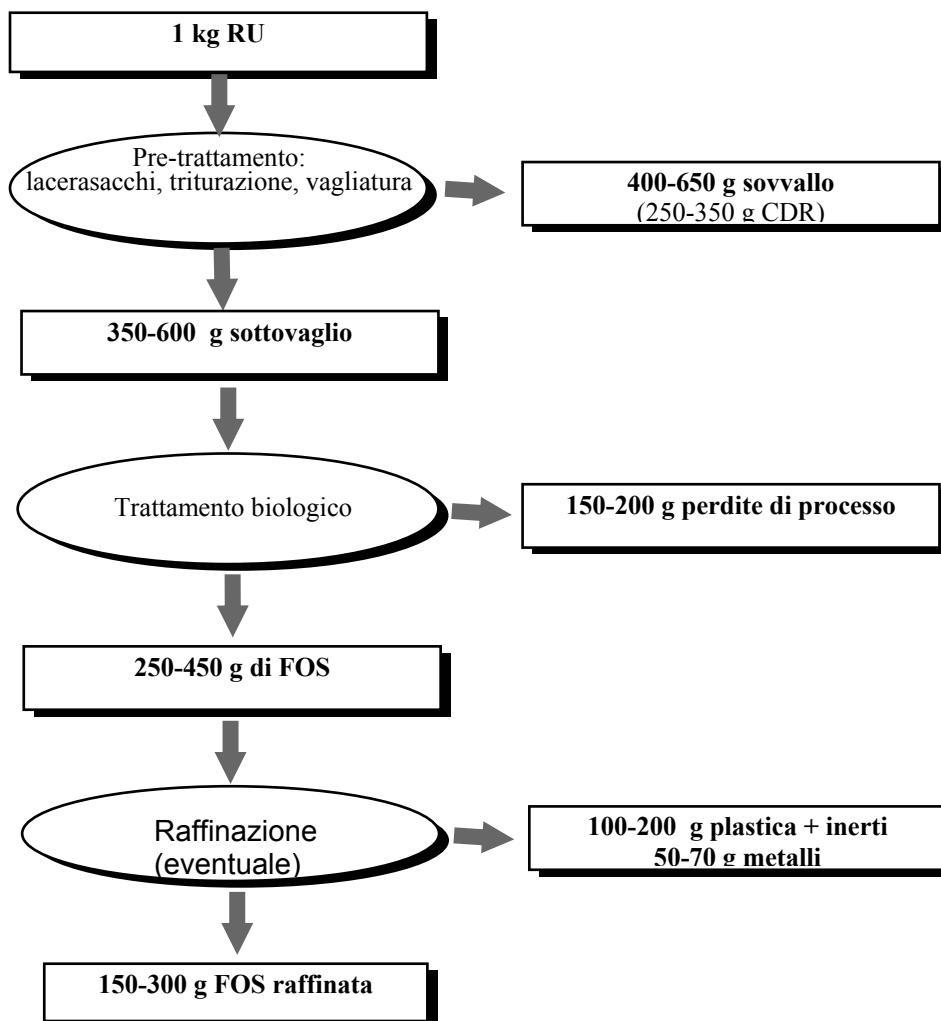 1 kg RU
Pre-trattamento:
lacerasacchi, triturazione, vagliatura
400-650 g sovvallo
(250-350 g CDR)
350-600 g sottovaglio
Trattamento biologico
150-200 g perdite di processo
250-450 g di FOS
Raffinazione
(eventuale)
100-200 g plastica + inerti
50-70 g metalli
150-300 g FOS raffinata